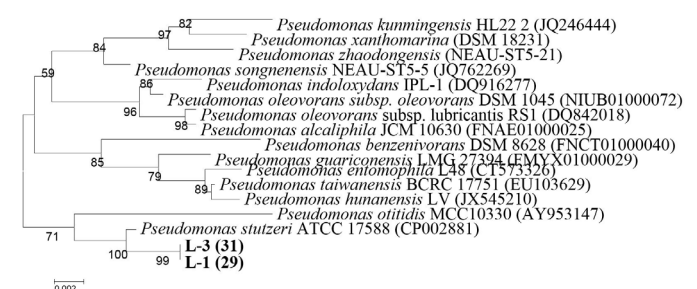 82
Pseudomonas kunmingensis HL22 2 (JQ246444)
97
Pseudomonas xanthomarina (DSM 18231)
84
Pseudomonas zhaodongensis (NEAU-ST5-21)
59
Pseudomonas songnenensis NEAU-ST5-5 (JQ762269)
86
Pseudomonas indoloxydans IPL-1 (DQ916277)
Pseudomonas oleovorans subsp. oleovorans DSM 1045 (NIUB01000072)
96
Pseudomonas oleovorans subsp. lubricantis RS1 (DQ842018)
98
Pseudomonas alcaliphila JCM 10630 (FNAE01000025)
Pseudomonas benzenivorans DSM 8628 (FNCT01000040)
85
Pseudomonas guariconensis LMG 27394 (EMYX01000029)
79
Pseudomonas entomophila L48 (CT573326)
89
Pseudomonas taiwanensis BCRC 17751 (EU103629)
Pseudomonas hunanensis LV (JX545210)
Pseudomonas otitidis MCC10330 (AY953147)
71
Pseudomonas stutzeri ATCC 17588 (CP002881)
100
L-3 (31)
99
L-1 (29)
0.002